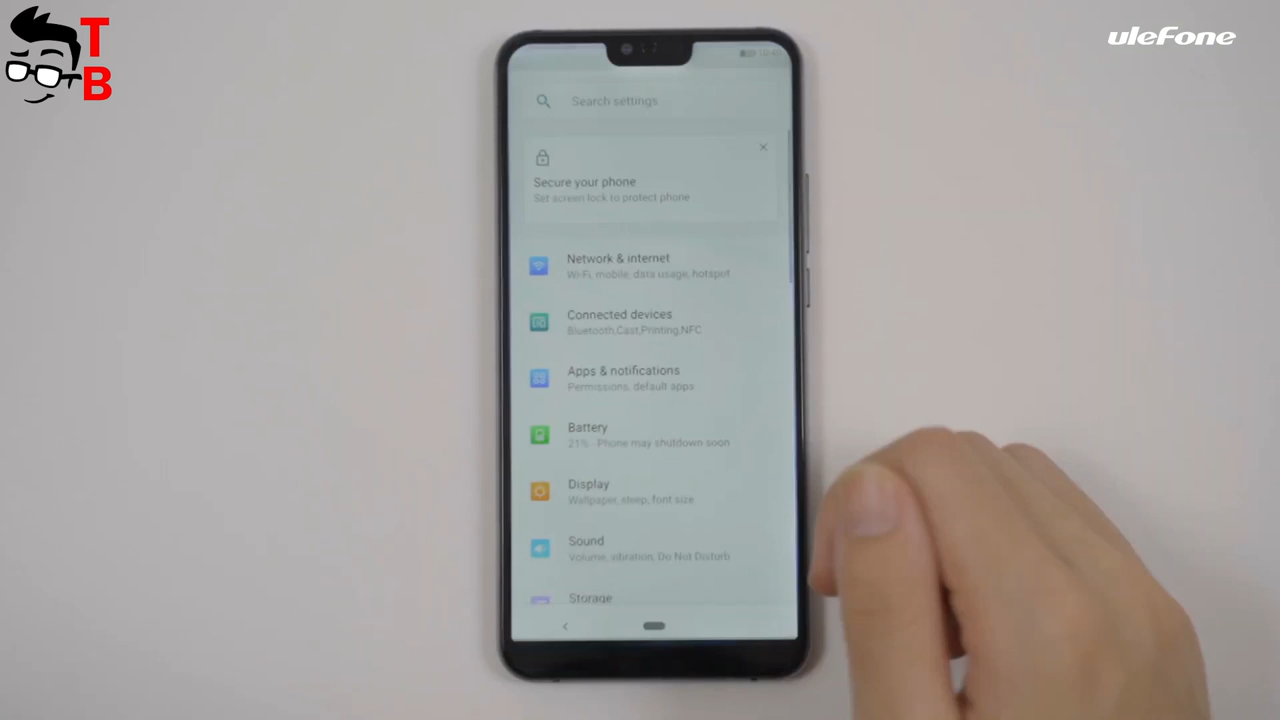 T
B
uleFone
Search settings
Secure your phone
Set screen lock to protect phone
Network & internet
Wi-Fi, mobile, data usage, hotspot
Connected devices
Bluetooth,Cast,Printing,NFC
Apps & notifications
Permissions, default apps
Battery
21% - Phone may shutdown soon
Display
Wallpaper, sleep, font size
Sound
Volume, vibration, Do Not Disturb
Storage